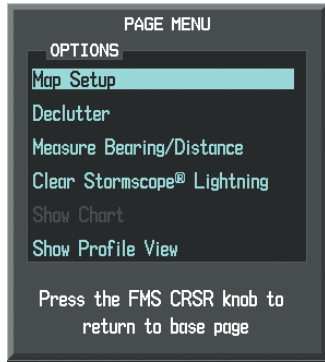 PAGE MENU
OPTIONS
Map Setup
Declutter
Measure Bearing/Distance
Clear Stormscope® Lightning
Show Chart
Show Profile View
Press the FMS CRSR knob to
return to base page